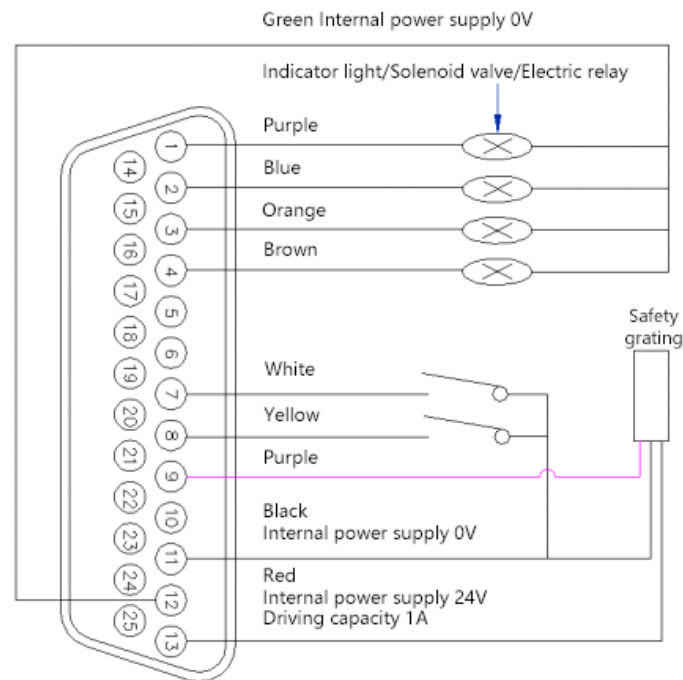 Green Internal power supply 0V
Indicator light/Solenoid valve/Electric relay
Purple
Blue
Orange
Brown
1
2
3
4
5
6
7
8
9
10
11
12
13
14
15
16
17
18
19
20
21
22
23
24
25
Safety
grating
White
Yellow
Purple
Black
Internal power supply 0V
Red
Internal power supply 24V
Driving capacity 1A